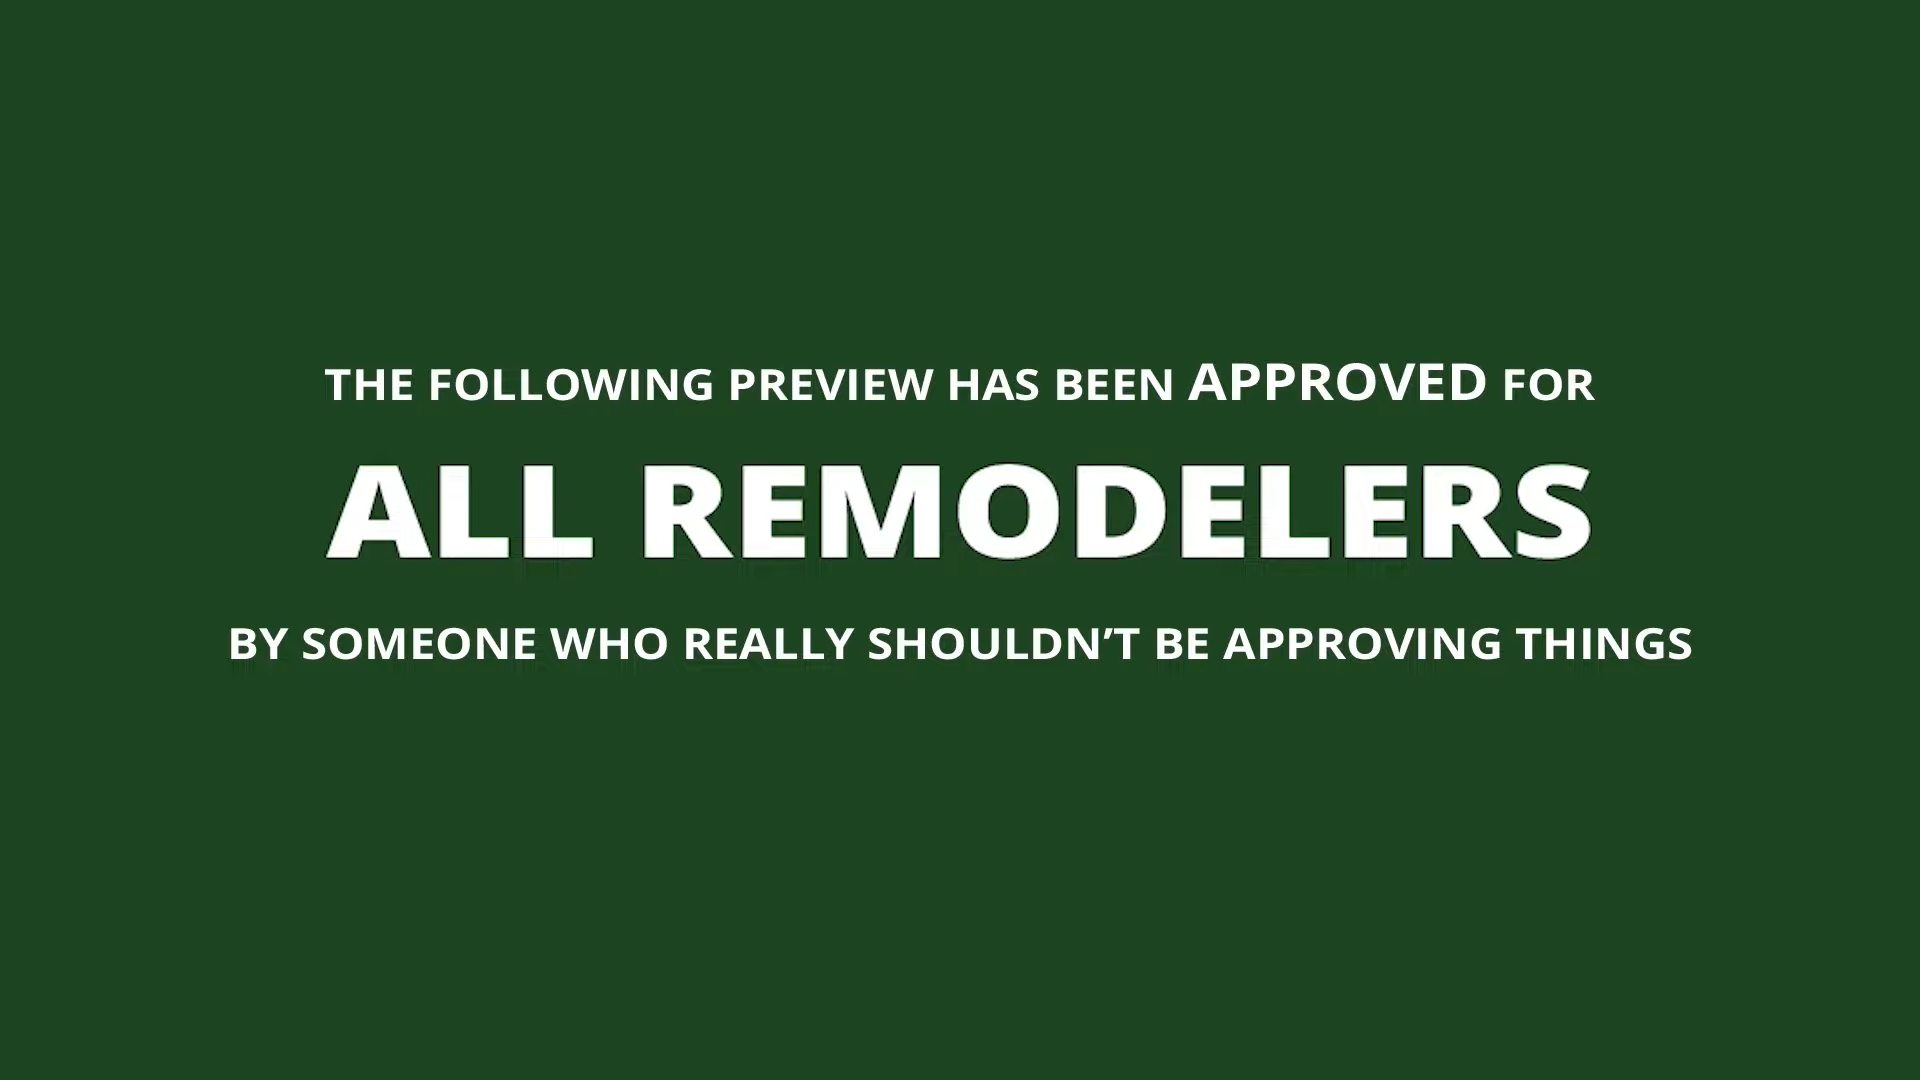 THE FOLLOWING PREVIEW HAS BEEN APPROVED FOR
ALL REMODELERS
BY SOMEONE WHO REALLY SHOULDN’T BE APPROVING THINGS